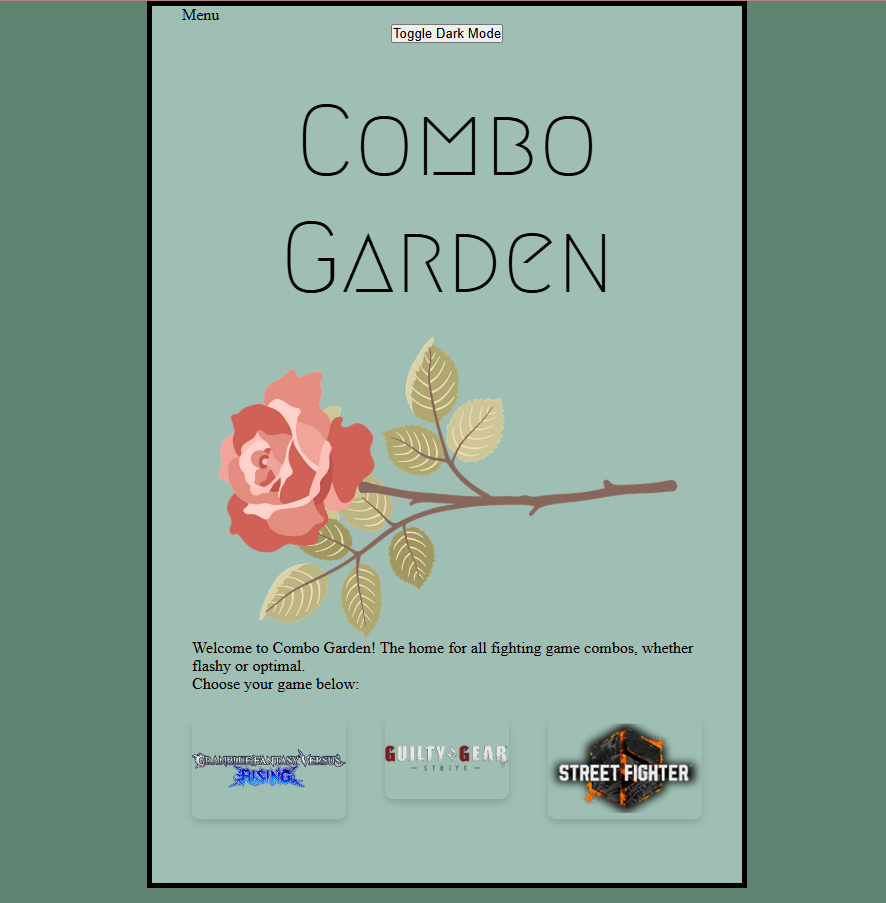 Menu
Toggle Dark Mode
Combo
Garden
Welcome to Combo Garden! The home for all fighting game combos, whether
flashy or optimal.
Choose your game below:
GRANBLUE FANTASY VERSUS
RISING
GUILTY GEAR
STRIVE
STREET FIGHTER